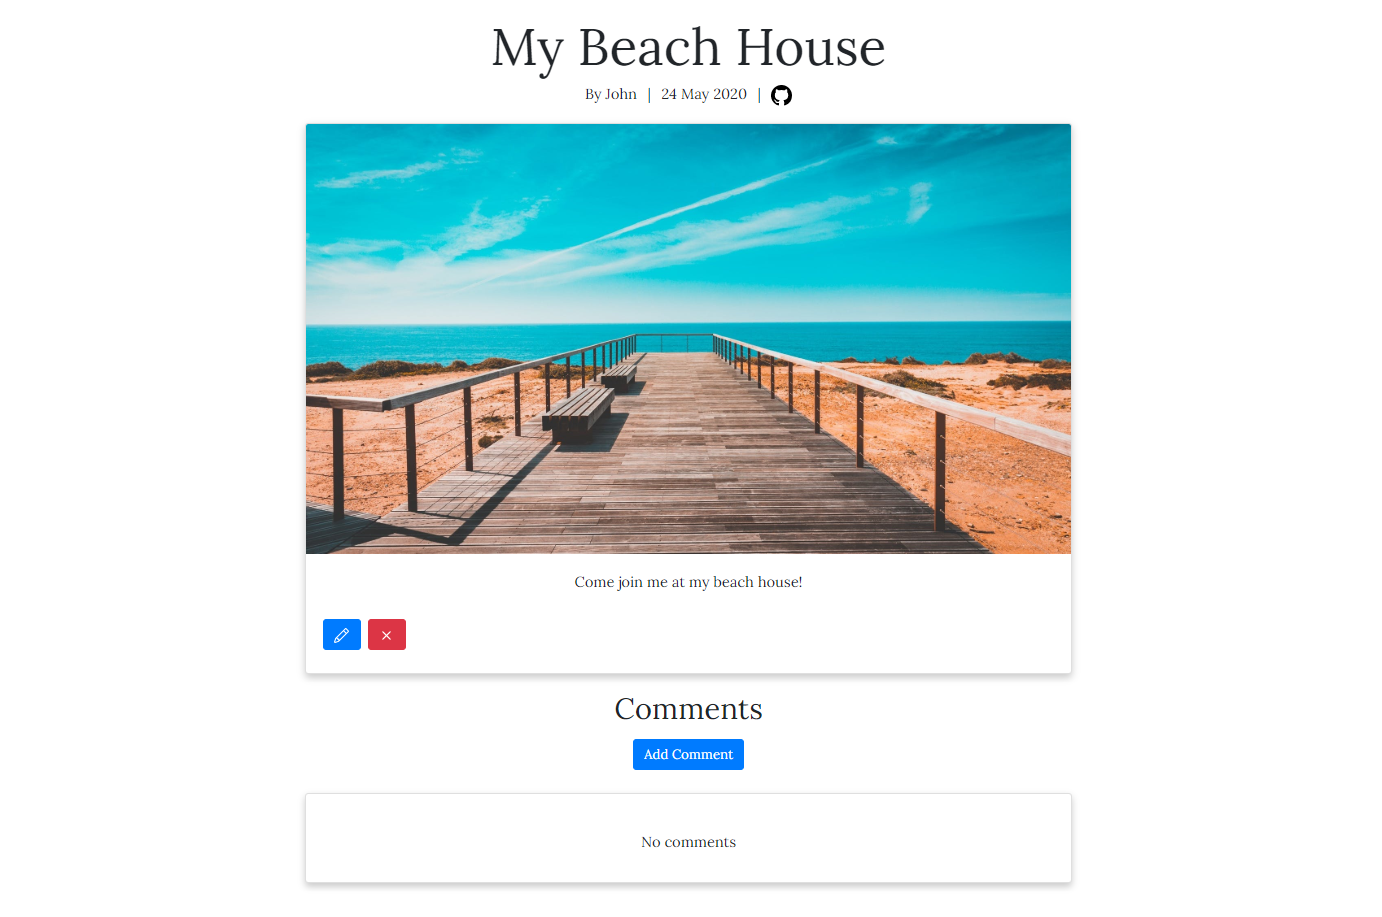 My Beach House
By John | 24 May 2020 |
Come join me at my beach house!
Comments
Add Comment
No comments